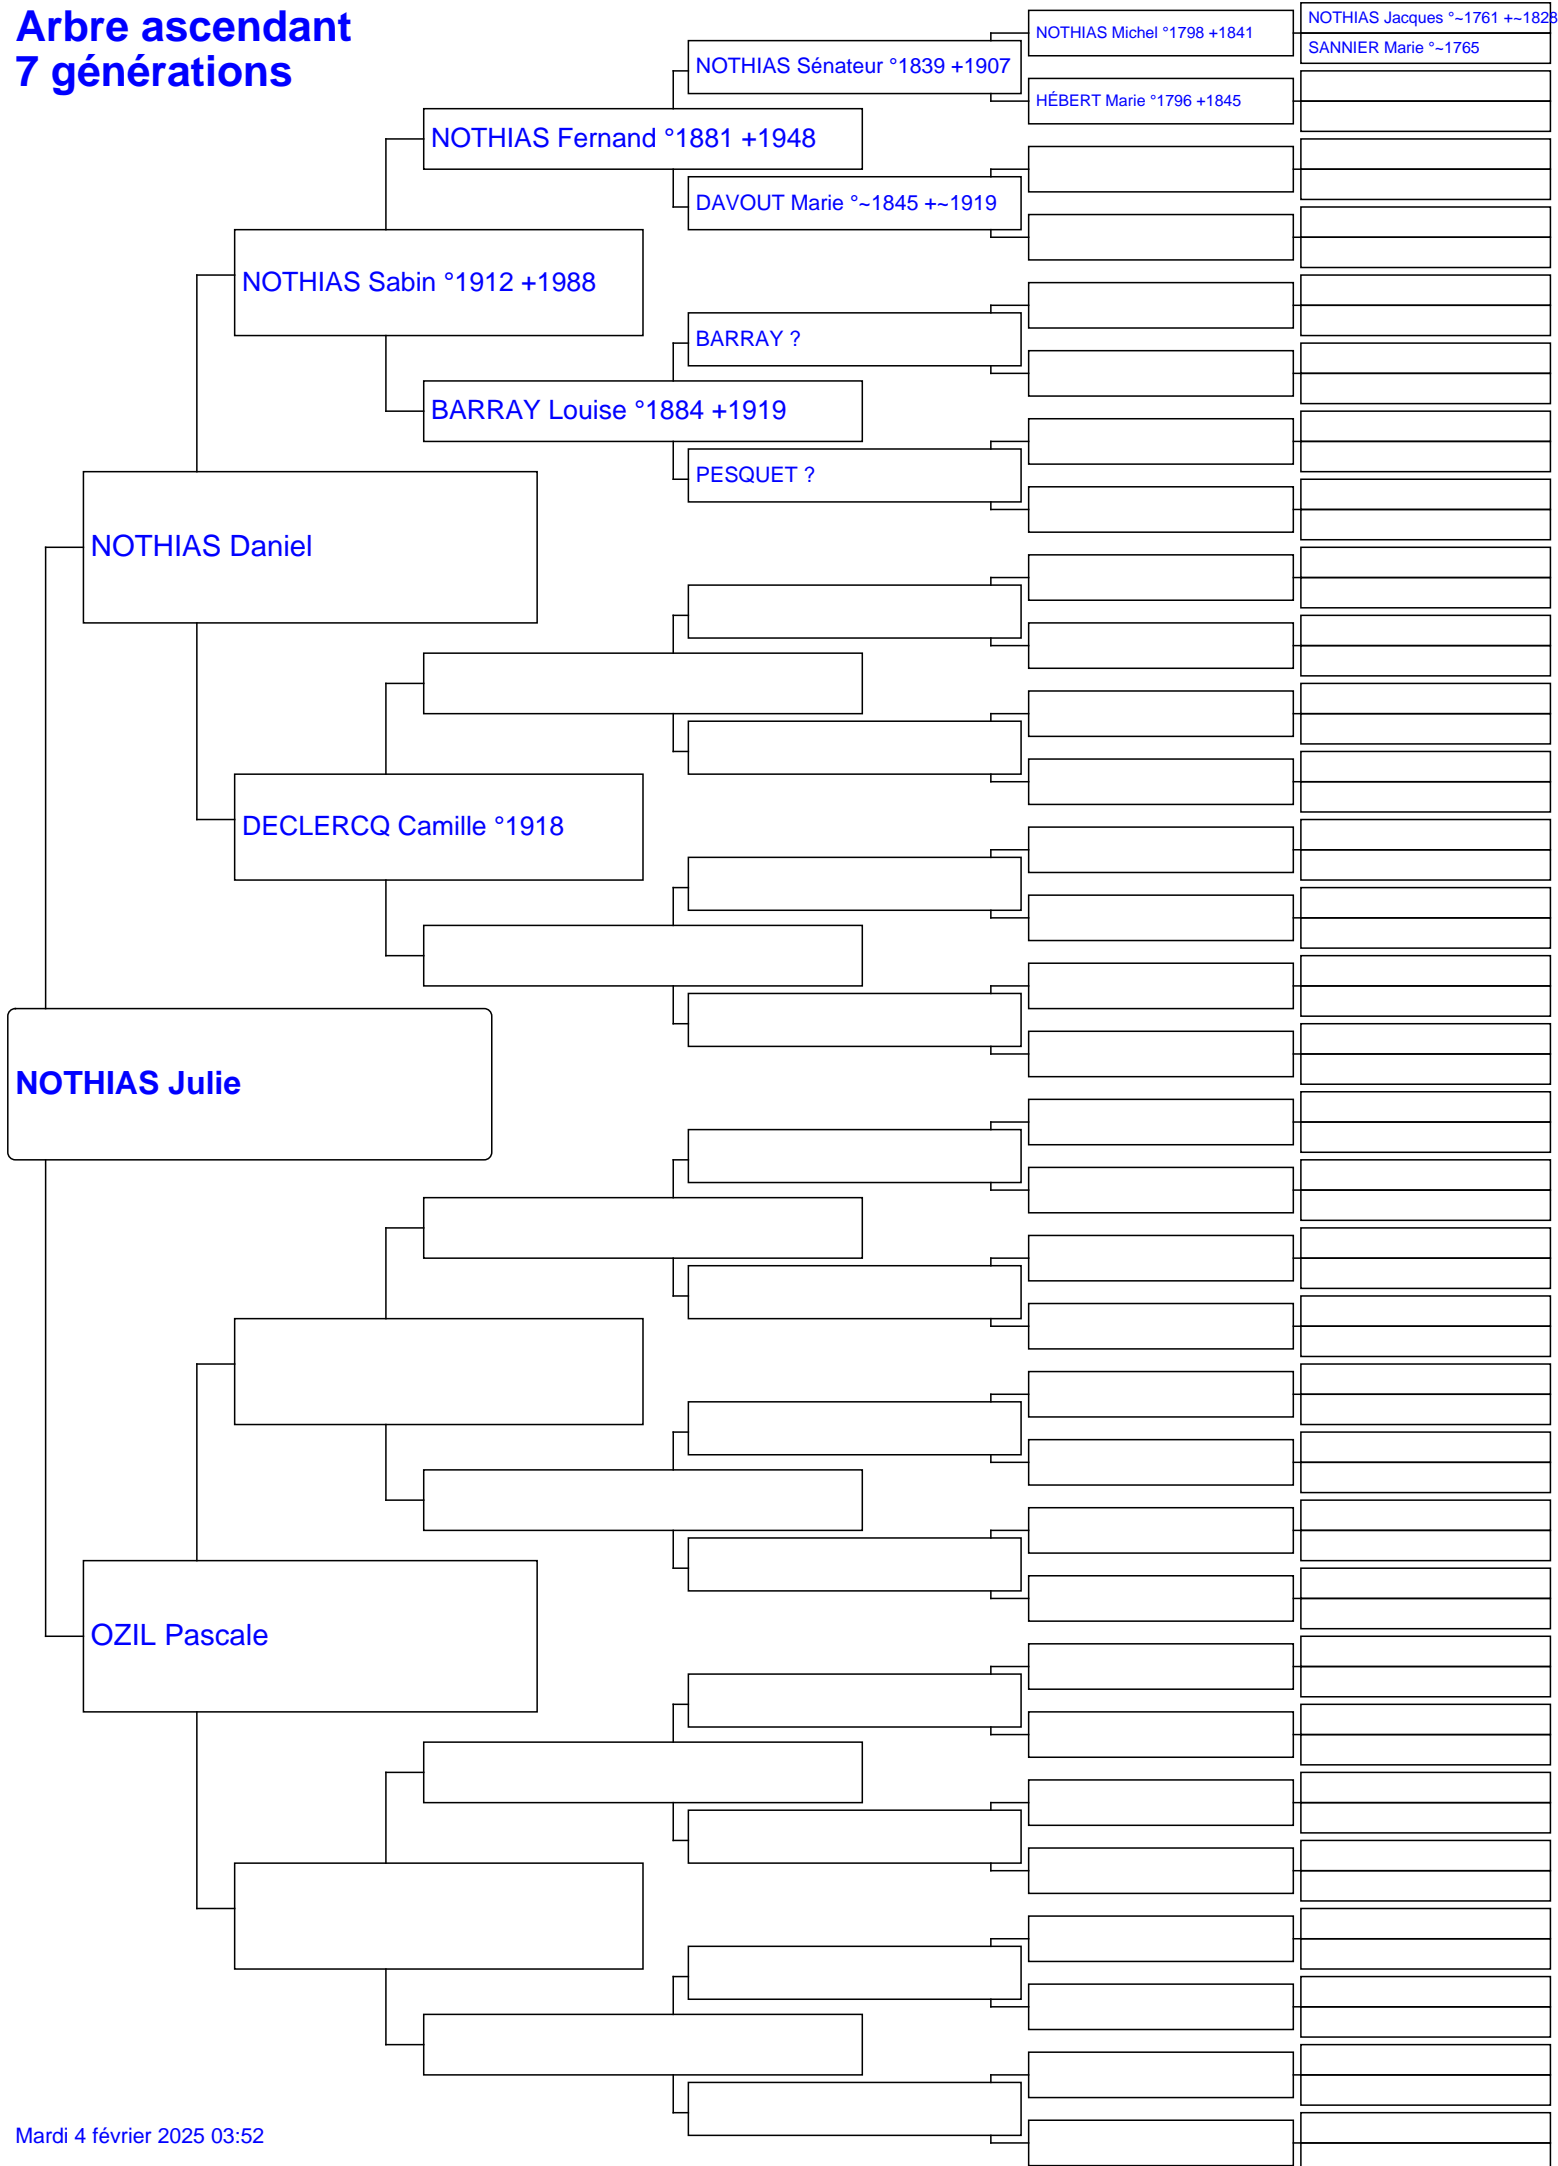 Arbre ascendant
7 générations
NOTHIAS Jacques °~1761 +~1828
NOTHIAS Michel °1798 +1841
SANNIER Marie °~1765
NOTHIAS Sénateur °1839 +1907
HÉBERT Marie °1796 +1845
NOTHIAS Fernand °1881 +1948
DAVOUT Marie °~1845 +~1919
NOTHIAS Sabin °1912 +1988
BARRAY ?
BARRAY Louise °1884 +1919
PESQUET ?
NOTHIAS Daniel
DECLERCQ Camille °1918
NOTHIAS Julie
OZIL Pascale
Mardi 4 février 2025 03:52